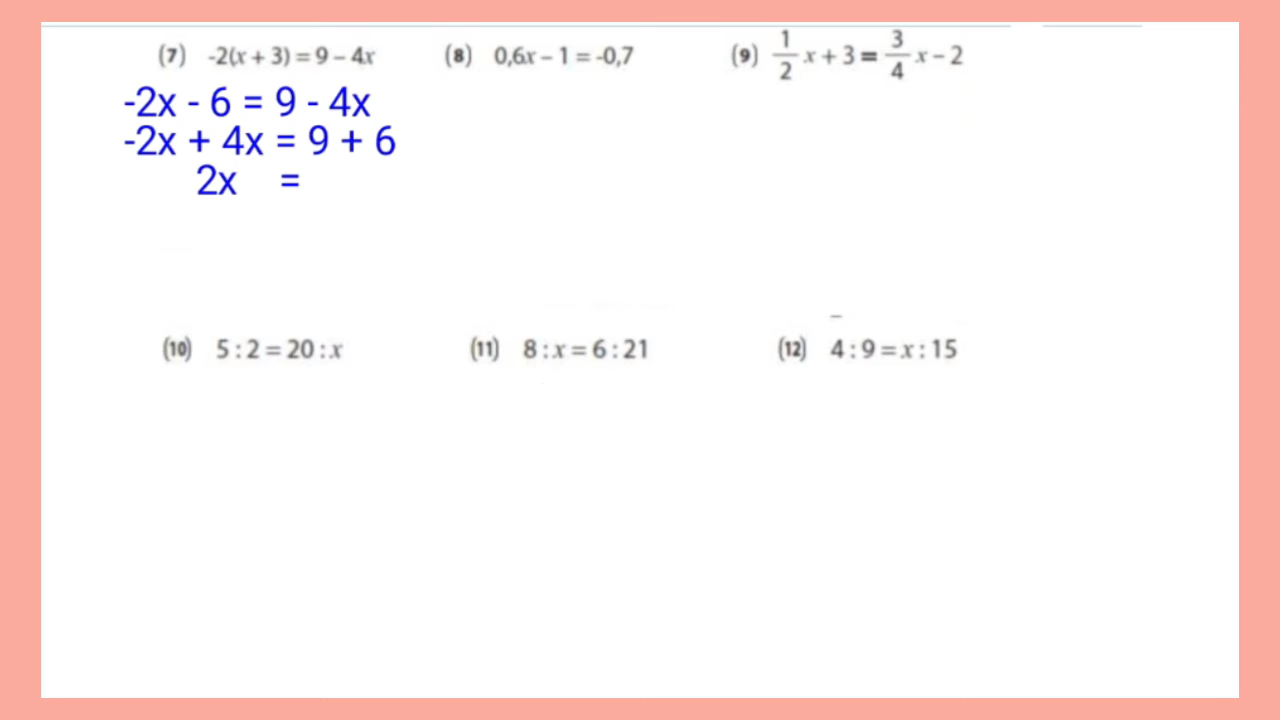 (7) -2(x + 3) = 9 – 4x (8) 0,6x – 1 = -0,7 (9) 1/2 x + 3 = 3/4 x – 2
-2x - 6 = 9 - 4x
-2x + 4x = 9 + 6
2x =
(10) 5 : 2 = 20 : x (11) 8 : x = 6 : 21 (12) 4 : 9 = x : 15